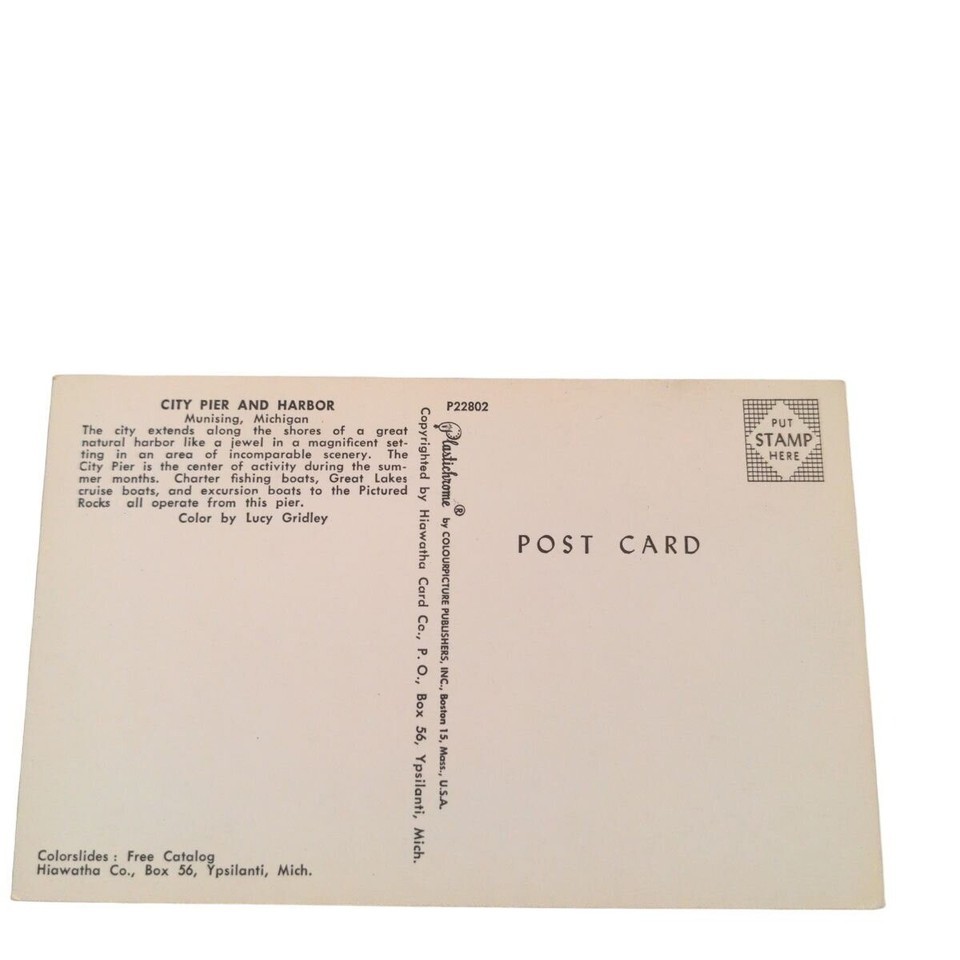 CITY PIER AND HARBOR
Munising, Michigan
The city extends along the shores of a great
natural harbor like a jewel in a magnificent set-
ting in an area of incomparable scenery. The
City Pier is the center of activity during the sum-
mer months. Charter fishing boats, Great Lakes
cruise boats, and excursion boats to the Pictured
Rocks all operate from this pier.
Color by Lucy Gridley
Colorslides : Free Catalog
Hiawatha Co., Box 56, Ypsilanti, Mich.
P22802
Plastichrome® by COLOURPICTURE PUBLISHERS, INC., Boston 15, Mass., U.S.A.
Copyrighted by Hiawatha Card Co., P. O., Box 56, Ypsilanti, Mich.
PUT
STAMP
HERE
POST CARD